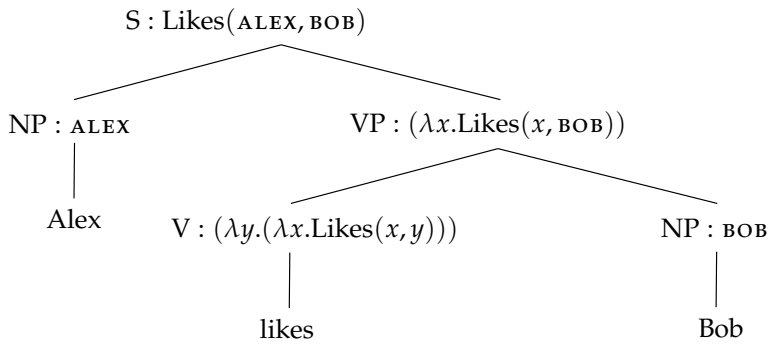 S : Likes(ALEX, BOB)
NP : ALEX VP : (λx.Likes(x, BOB))
Alex V : (λy.(λx.Likes(x, y))) NP : BOB
likes Bob